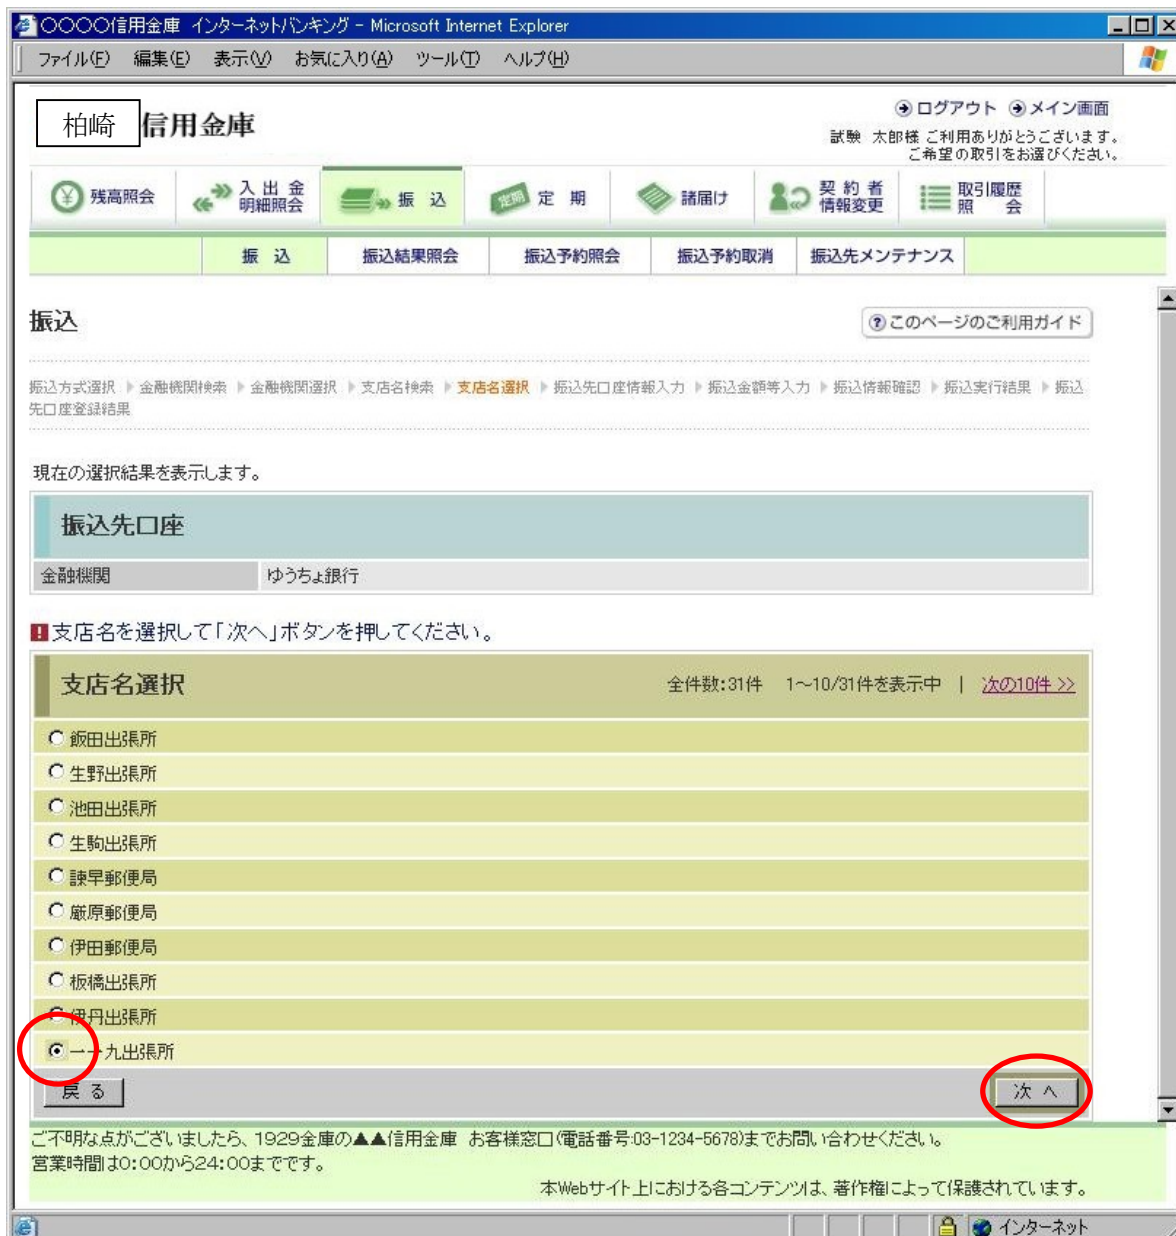 〇〇〇〇信用金庫 インターネットバンキング - Microsoft Internet Explorer
ファイル(F) 編集(E) 表示(V) お気に入り(A) ツール(T) ヘルプ(H)
柏崎 信用金庫
ログアウト メイン画面
試験 太郎様 ご利用ありがとうございます。
ご希望の取引をお選びください。
残高照会 入出金明細照会 振込 定期 諸届け 契約者情報変更 取引履歴照会
振込 振込結果照会 振込予約照会 振込予約取消 振込先メンテナンス
振込 このページのご利用ガイド
振込方式選択 金融機関検索 金融機関選択 支店名検索 支店名選択 振込先口座情報入力 振込金額等入力 振込情報確認 振込実行結果 振込
先口座登録結果
現在の選択結果を表示します。
振込先口座
金融機関 ゆうちょ銀行
支店名を選択して「次へ」ボタンを押してください。
支店名選択 全件数:31件 1~10/31件を表示中 | 次の10件 >>
飯田出張所
生野出張所
池田出張所
生駒出張所
諫早郵便局
厳原郵便局
伊田郵便局
板橋出張所
伊丹出張所
一一九出張所
戻る 次へ
ご不明な点がございましたら、1929金庫の▲▲信用金庫 お客様窓口(電話番号:03-1234-5678)までお問い合わせください。
営業時間は0:00から24:00までです。
本Webサイト上における各コンテンツは、著作権によって保護されています。
インターネット